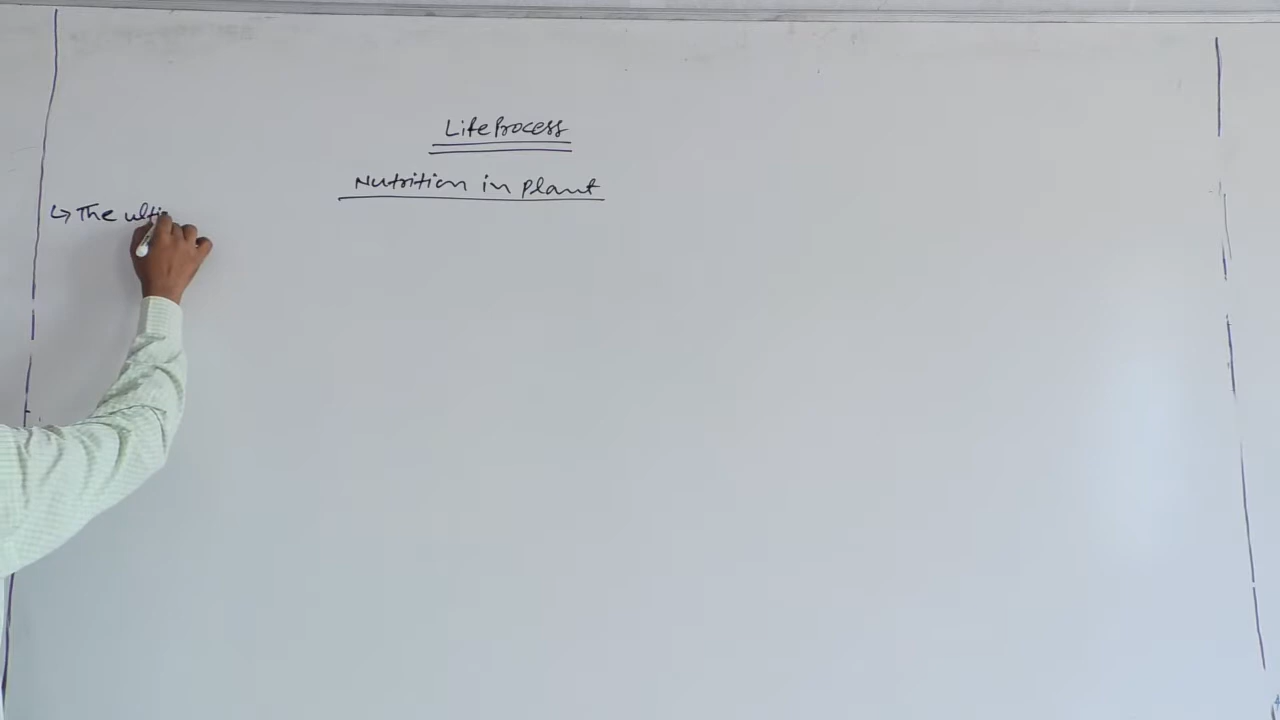 Life Process
Nutrition in plant
↳ The ulti